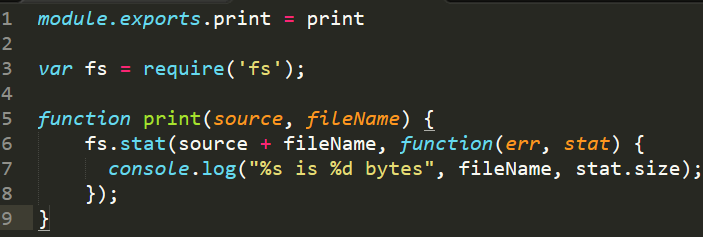 1 module.exports.print = print
2
3 var fs = require('fs');
4
5 function print(source, fileName) {
6     fs.stat(source + fileName, function(err, stat) {
7       console.log("%s is %d bytes", fileName, stat.size);
8     });
9 }